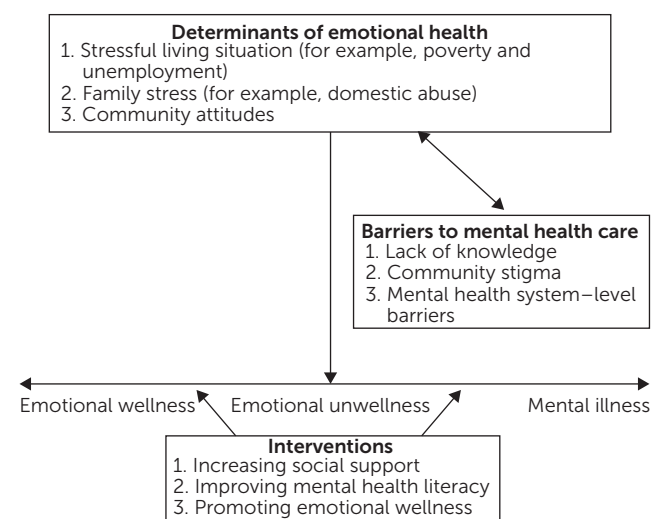 Determinants of emotional health
1. Stressful living situation (for example, poverty and
unemployment)
2. Family stress (for example, domestic abuse)
3. Community attitudes
Barriers to mental health care
1. Lack of knowledge
2. Community stigma
3. Mental health system–level
barriers
Emotional wellness Emotional unwellness Mental illness
Interventions
1. Increasing social support
2. Improving mental health literacy
3. Promoting emotional wellness